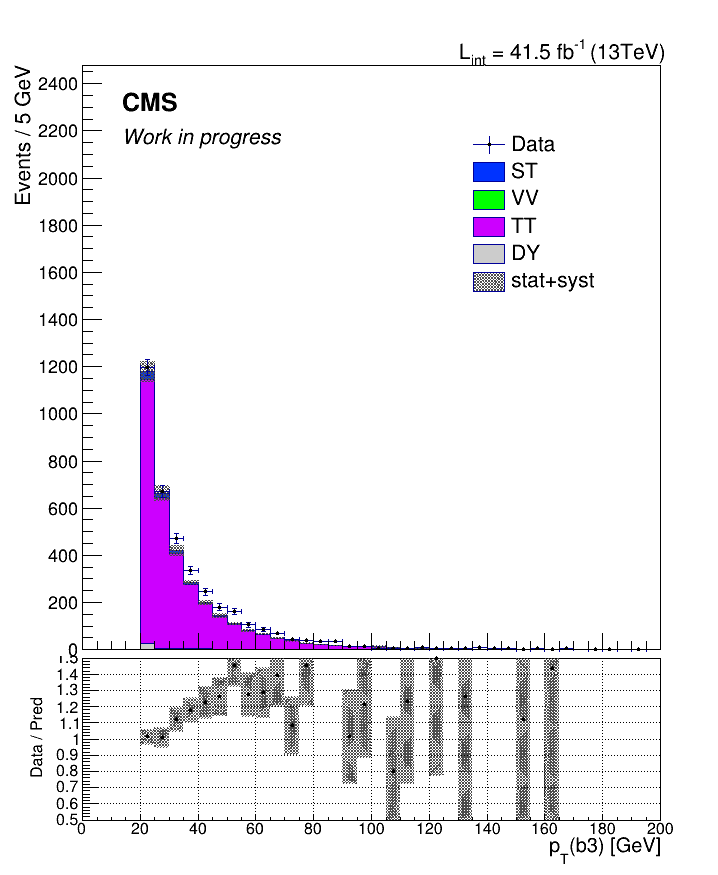 L_int = 41.5 fb^-1 (13TeV)
Events / 5 GeV
2400
2200
2000
1800
1600
1400
1200
1000
800
600
400
200
0
CMS
Work in progress
Data
ST
VV
TT
DY
stat+syst
Data / Pred
1.5
1.4
1.3
1.2
1.1
1
0.9
0.8
0.7
0.6
0.5
0 20 40 60 80 100 120 140 160 180 200
p_T(b3) [GeV]